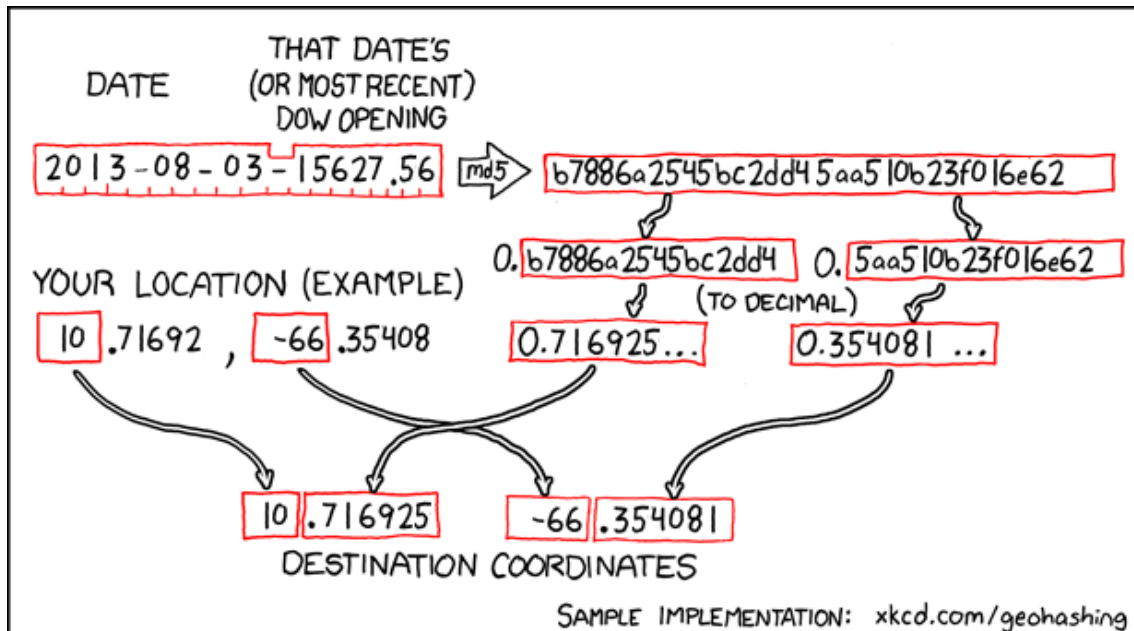 THAT DATE'S
DATE (OR MOST RECENT)
DOW OPENING
2013-08-03-15627.56 md5 b7886a2545bc2dd45aa510b23f016e62
0. b7886a2545bc2dd4 0. 5aa510b23f016e62
YOUR LOCATION (EXAMPLE) (TO DECIMAL)
10 .71692 , -66 .35408 0.716925... 0.354081 ...
10 .716925 -66 .354081
DESTINATION COORDINATES
SAMPLE IMPLEMENTATION: xkcd.com/geohashing